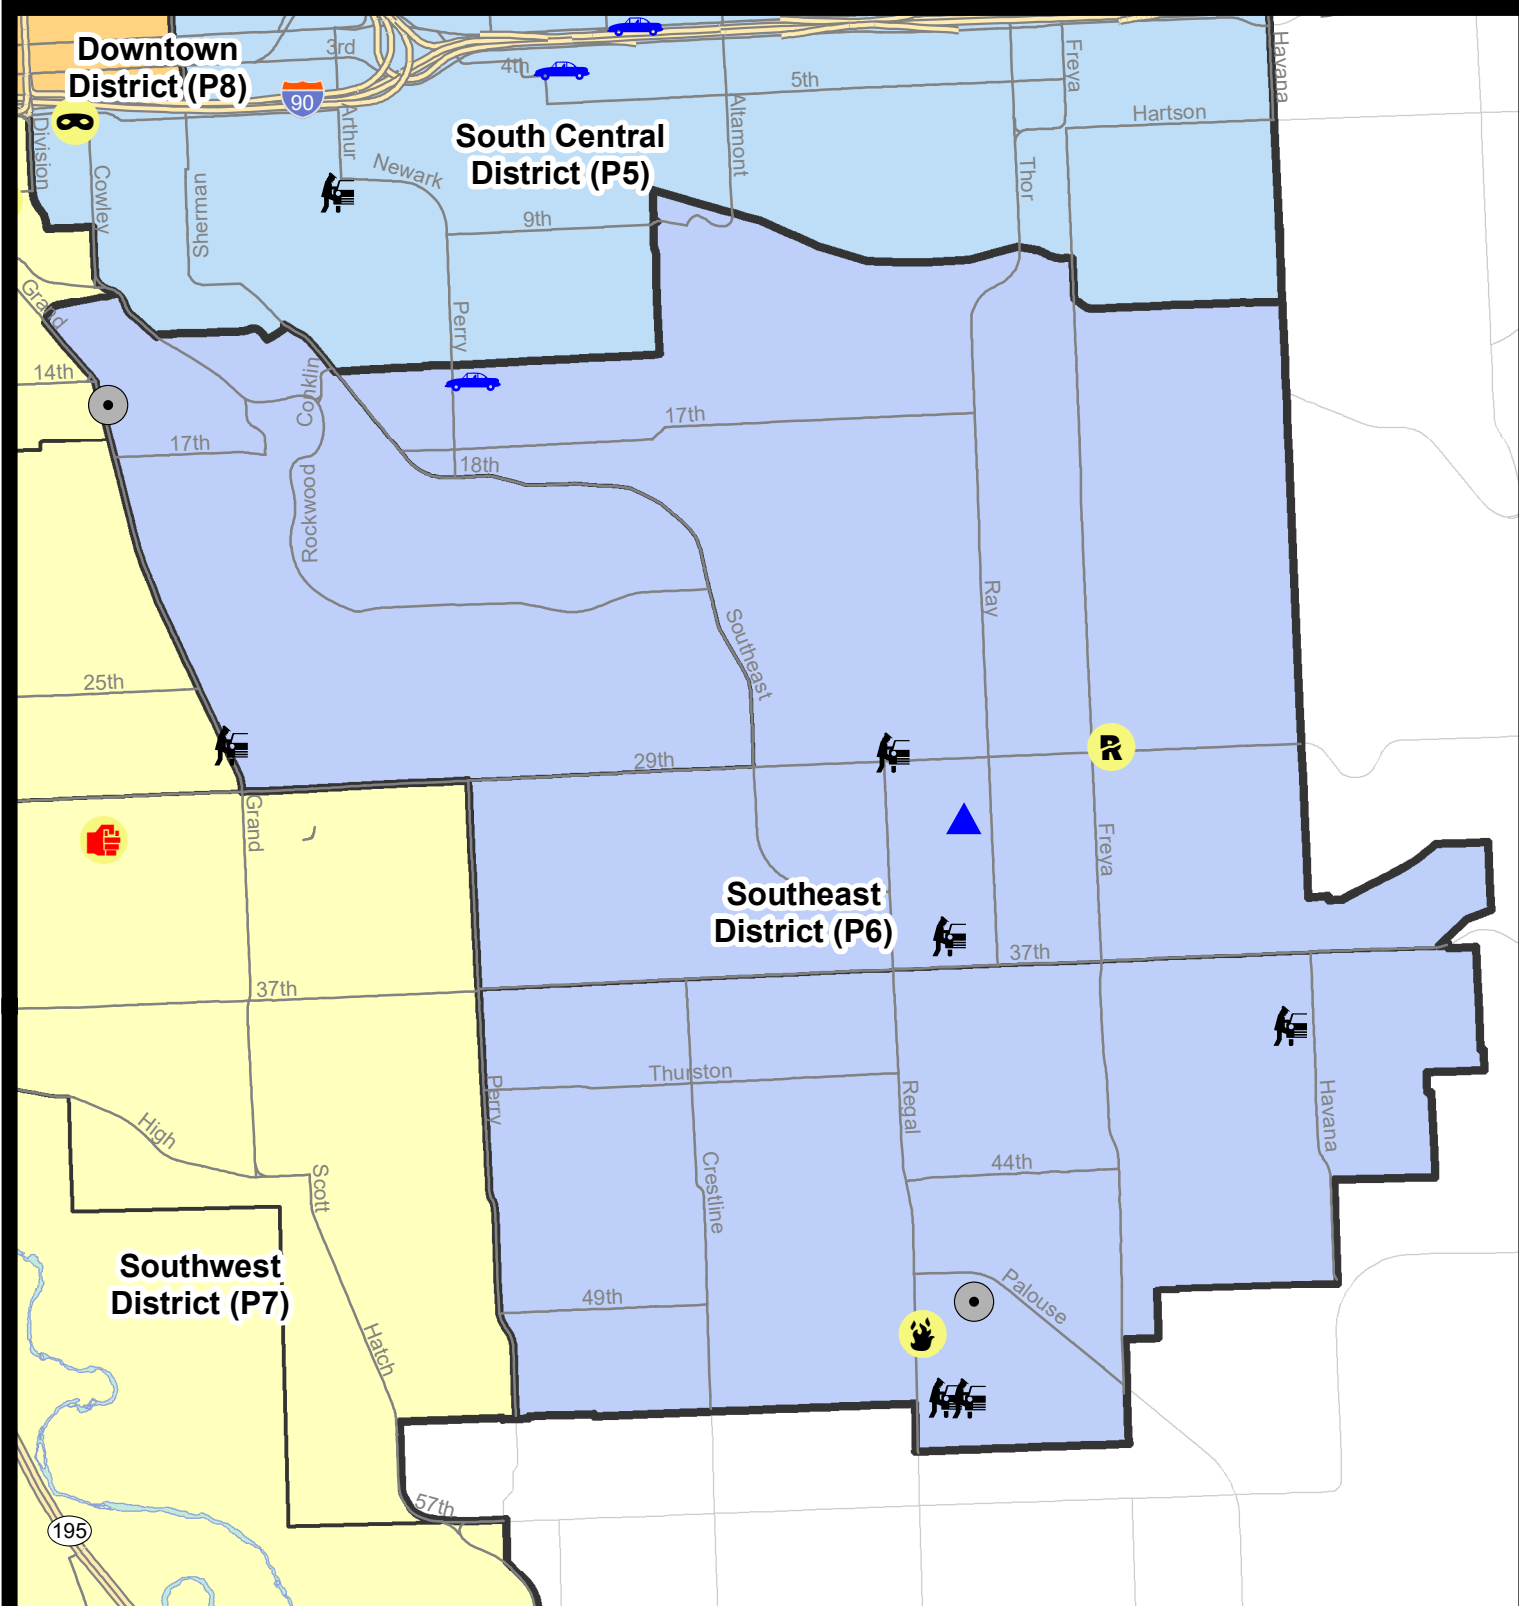 Downtown
District (P8)
3rd
4th
5th
90
Freya
Havana
Division
Cowley
Sherman
Arthur
Newark
South Central
District (P5)
Altamont
Hartson
Thor
9th
Grand
Perry
14th
Conklin
17th
17th
18th
Rockwood
Ray
Southeast
25th
29th
Grand
Freya
Southeast
District (P6)
37th
37th
Thurston
Perry
Regal
Havana
High
Scott
Crestline
44th
Southwest
District (P7)
49th
Palouse
Hatch
57th
195
R